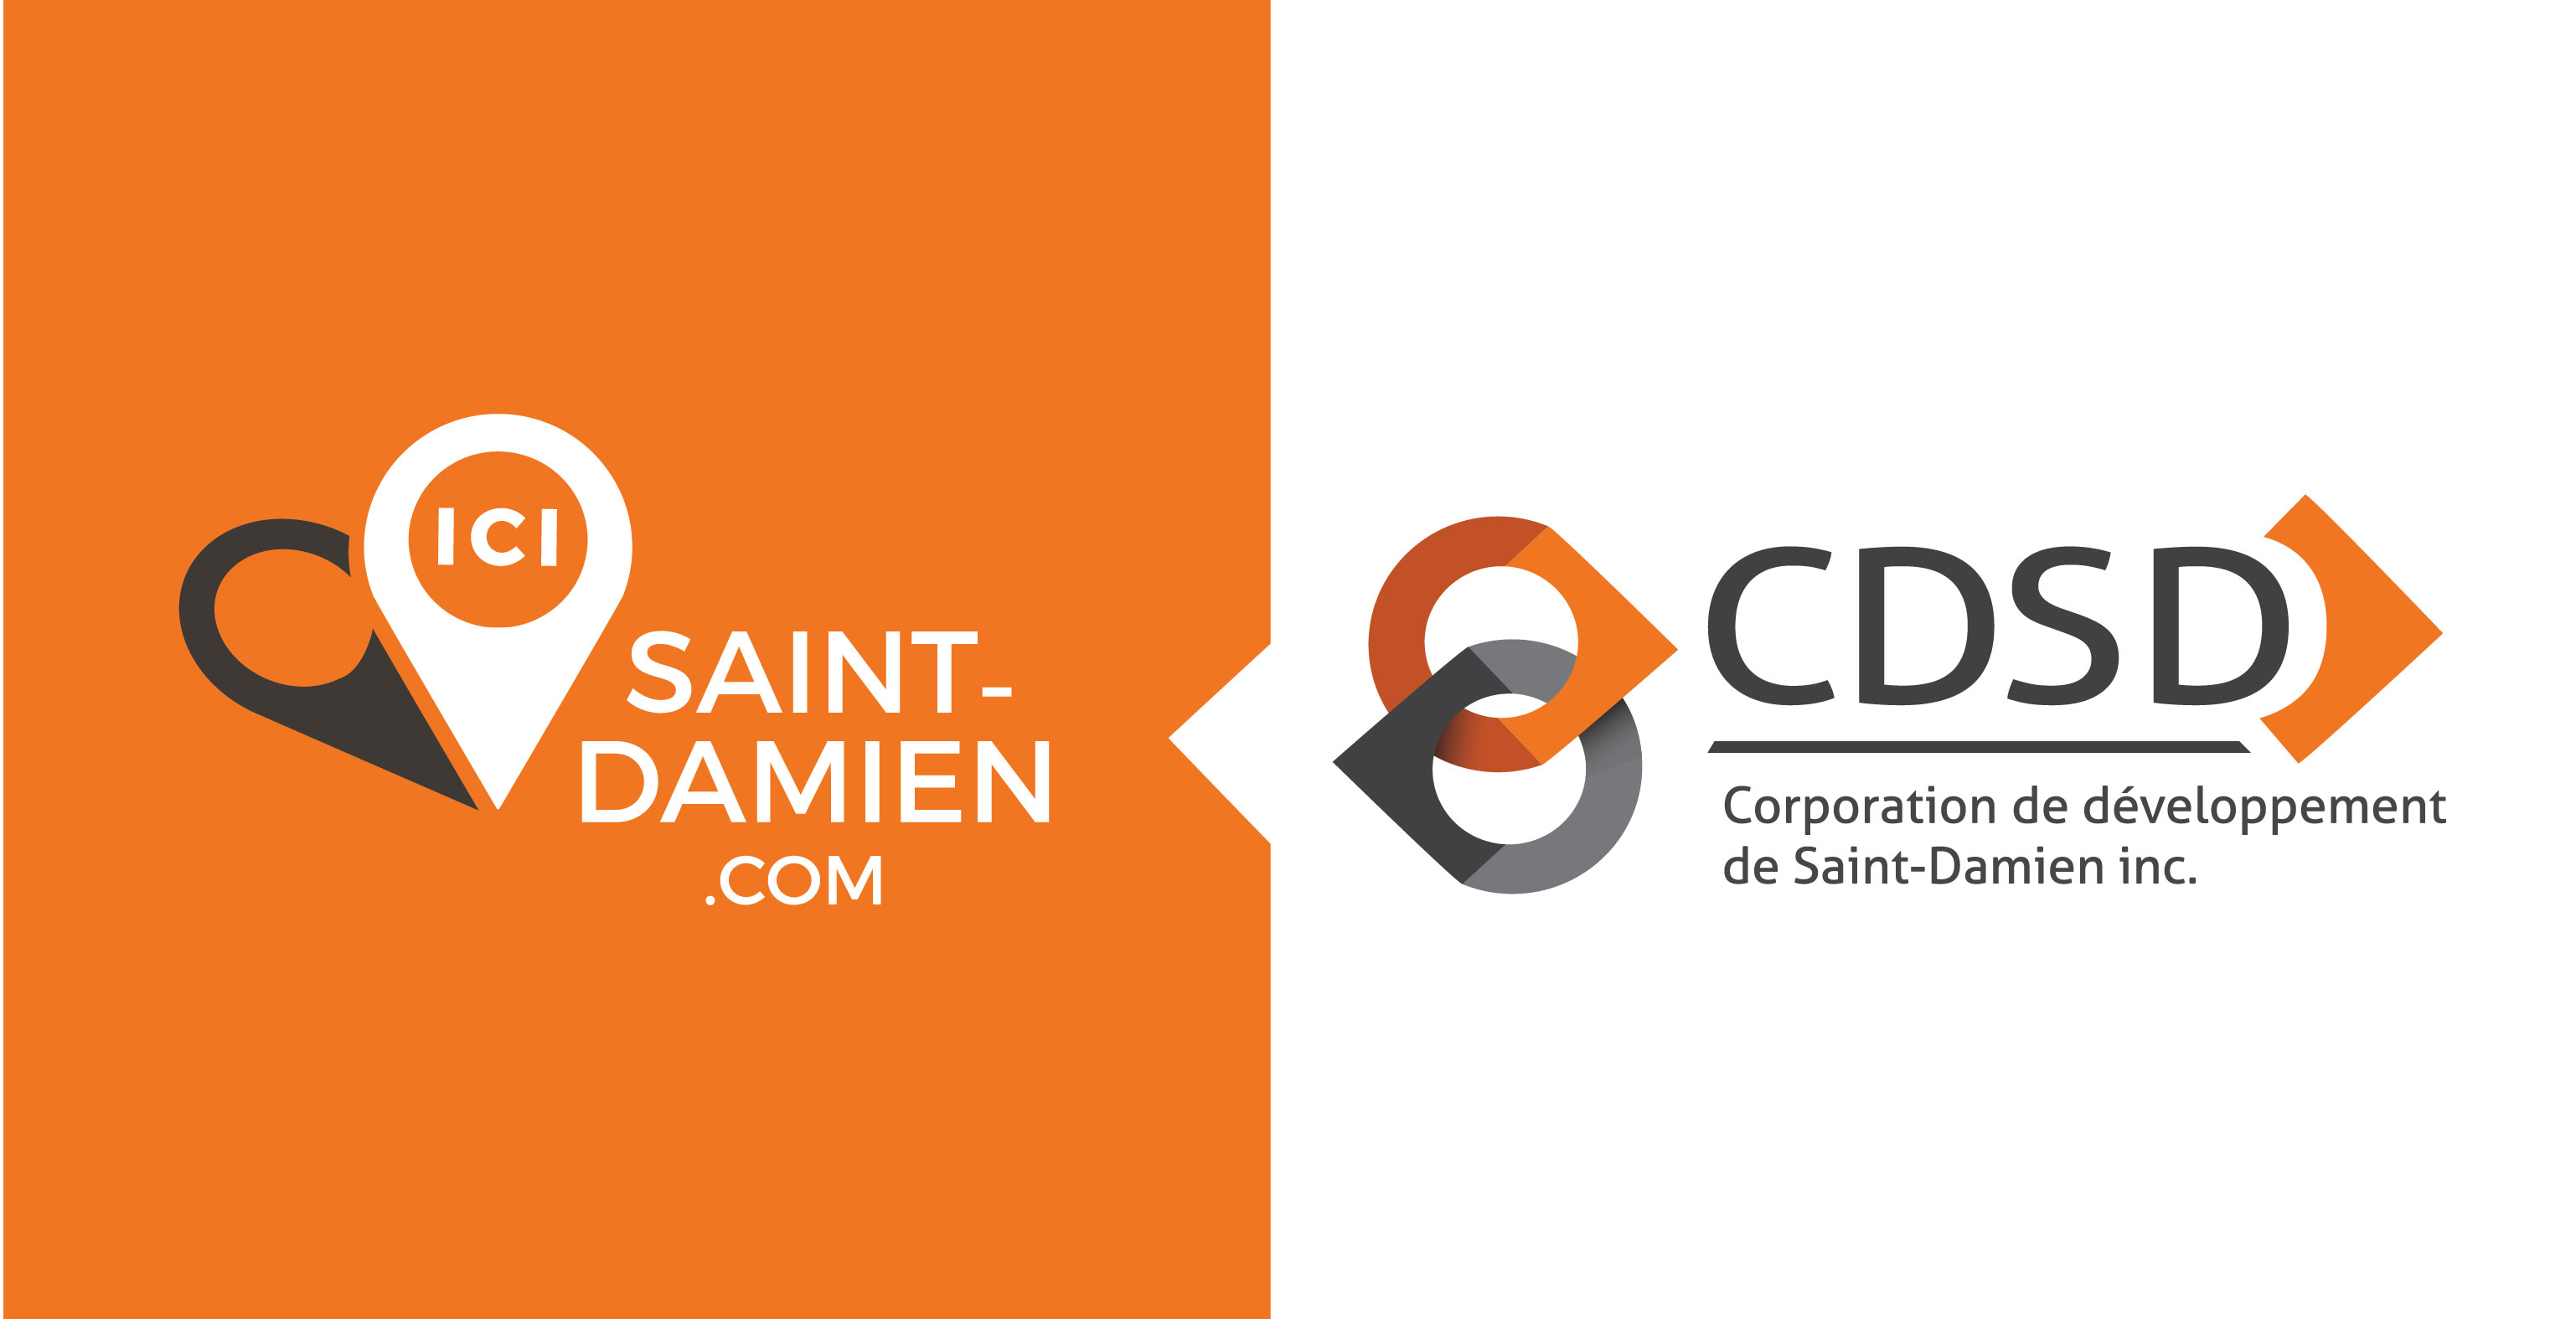 ICI
SAINT-
DAMIEN
.COM
CDSD
Corporation de développement
de Saint-Damien inc.